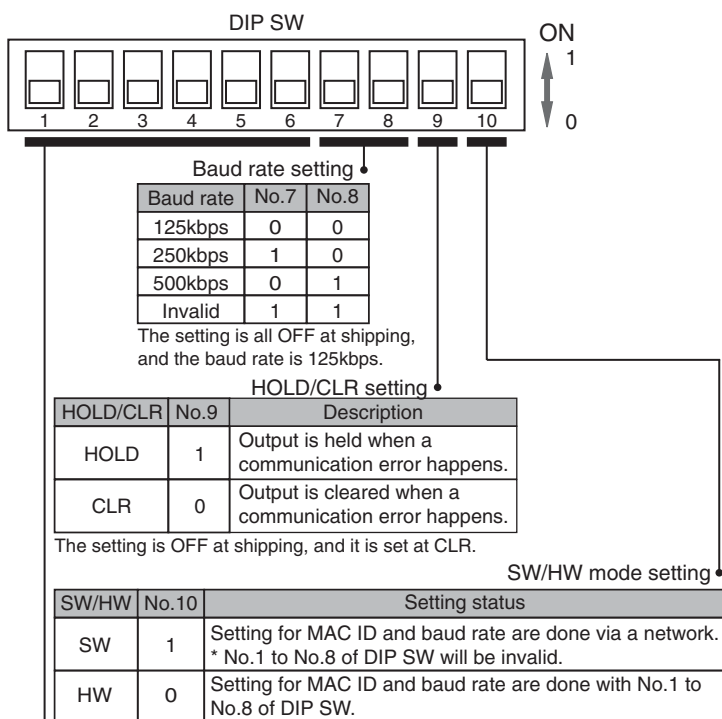 DIP SW
ON
1
0
1 2 3 4 5 6 7 8 9 10
Baud rate setting
Baud rate No.7 No.8
125kbps 0 0
250kbps 1 0
500kbps 0 1
Invalid 1 1
The setting is all OFF at shipping,
and the baud rate is 125kbps.
HOLD/CLR setting
HOLD/CLR No.9 Description
HOLD 1 Output is held when a
communication error happens.
CLR 0 Output is cleared when a
communication error happens.
The setting is OFF at shipping, and it is set at CLR.
SW/HW mode setting
SW/HW No.10 Setting status
SW 1 Setting for MAC ID and baud rate are done via a network.
* No.1 to No.8 of DIP SW will be invalid.
HW 0 Setting for MAC ID and baud rate are done with No.1 to
No.8 of DIP SW.